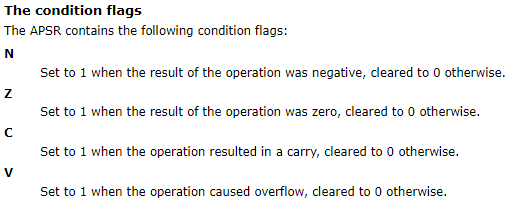 The condition flags
The APSR contains the following condition flags:
N
Set to 1 when the result of the operation was negative, cleared to 0 otherwise.
Z
Set to 1 when the result of the operation was zero, cleared to 0 otherwise.
C
Set to 1 when the operation resulted in a carry, cleared to 0 otherwise.
V
Set to 1 when the operation caused overflow, cleared to 0 otherwise.